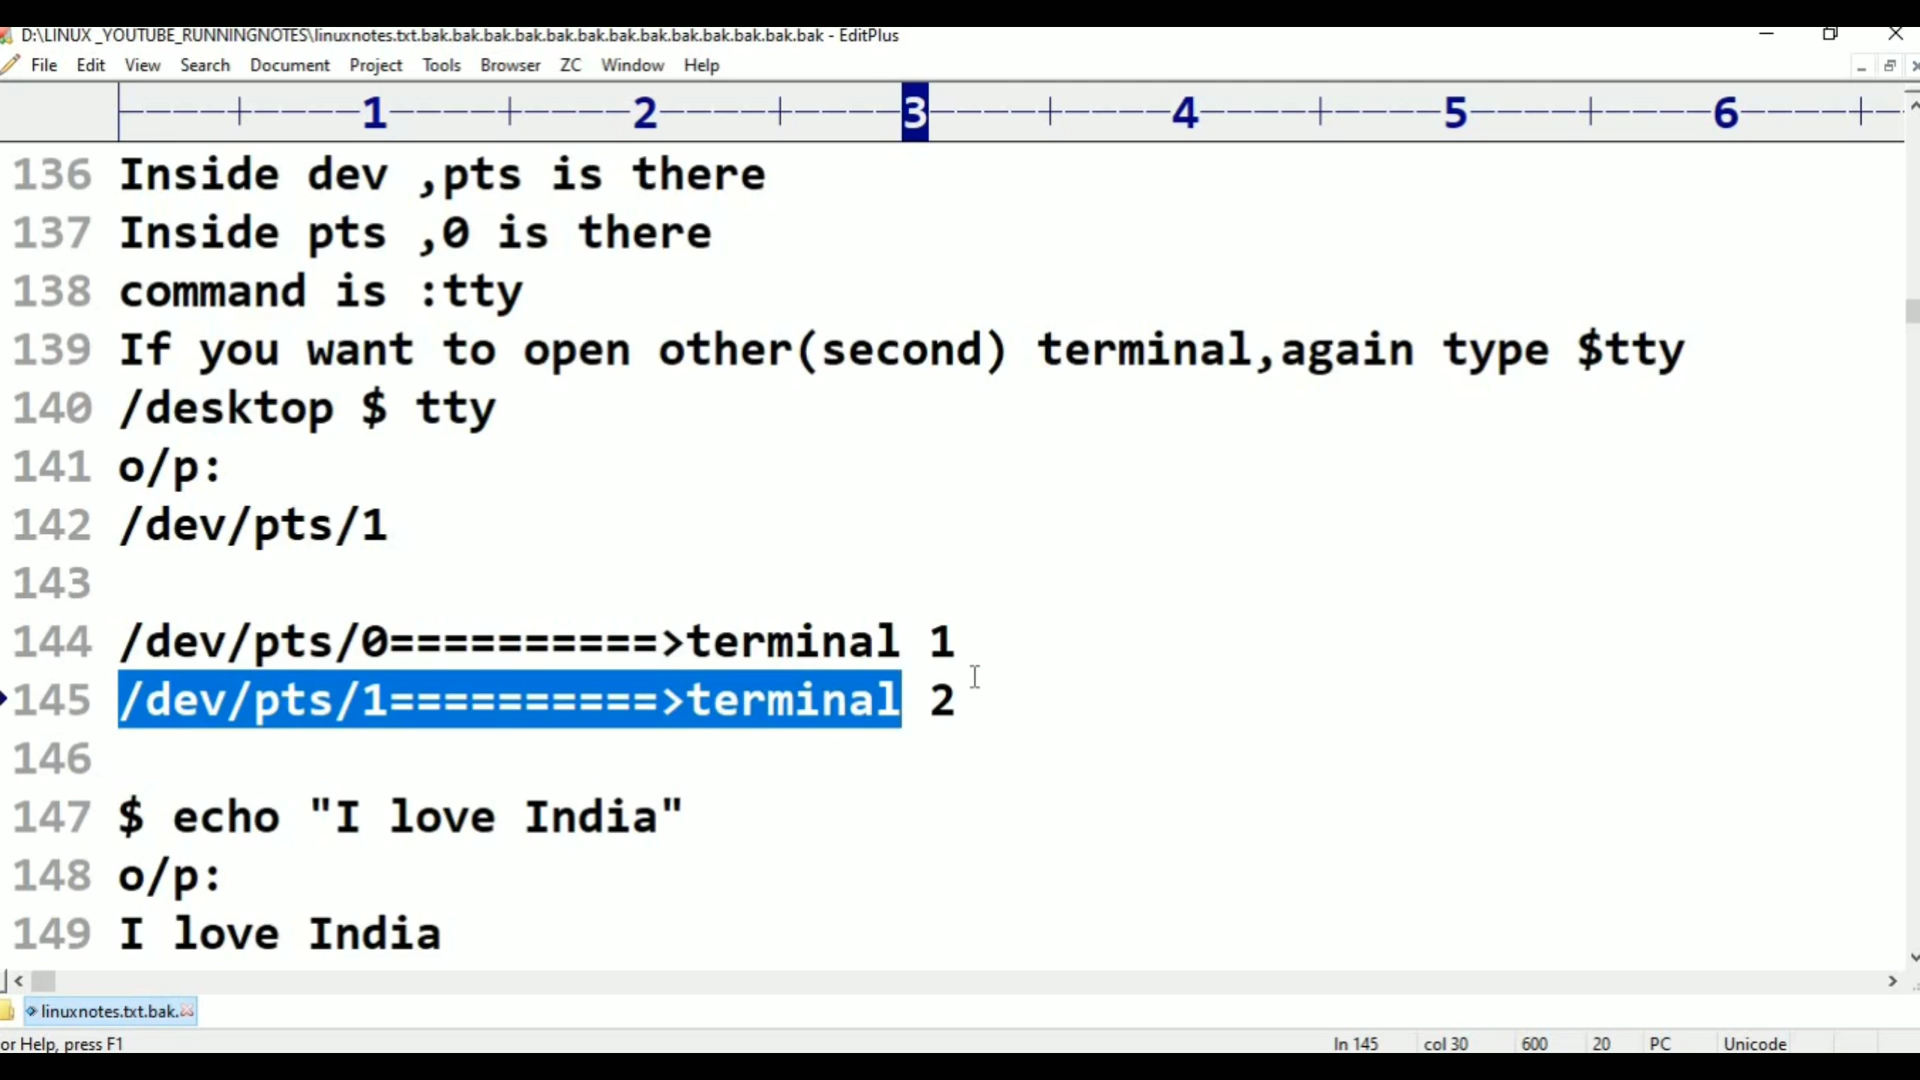 D:\LINUX _YOUTUBE_RUNNINGNOTES\linuxnotes.txt.bak.bak.bak.bak.bak.bak.bak.bak.bak.bak.bak.bak.bak - EditPlus
File Edit View Search Document Project Tools Browser ZC Window Help
1 2 3 4 5 6
136 Inside dev ,pts is there
137 Inside pts ,0 is there
138 command is :tty
139 If you want to open other(second) terminal,again type $tty
140 /desktop $ tty
141 o/p:
142 /dev/pts/1
143
144 /dev/pts/0==========>terminal 1
145 /dev/pts/1==========>terminal 2
146
147 $ echo "I love India"
148 o/p:
149 I love India
linuxnotes.txt.bak.
or Help, press F1 ln 145 col 30 600 20 PC Unicode